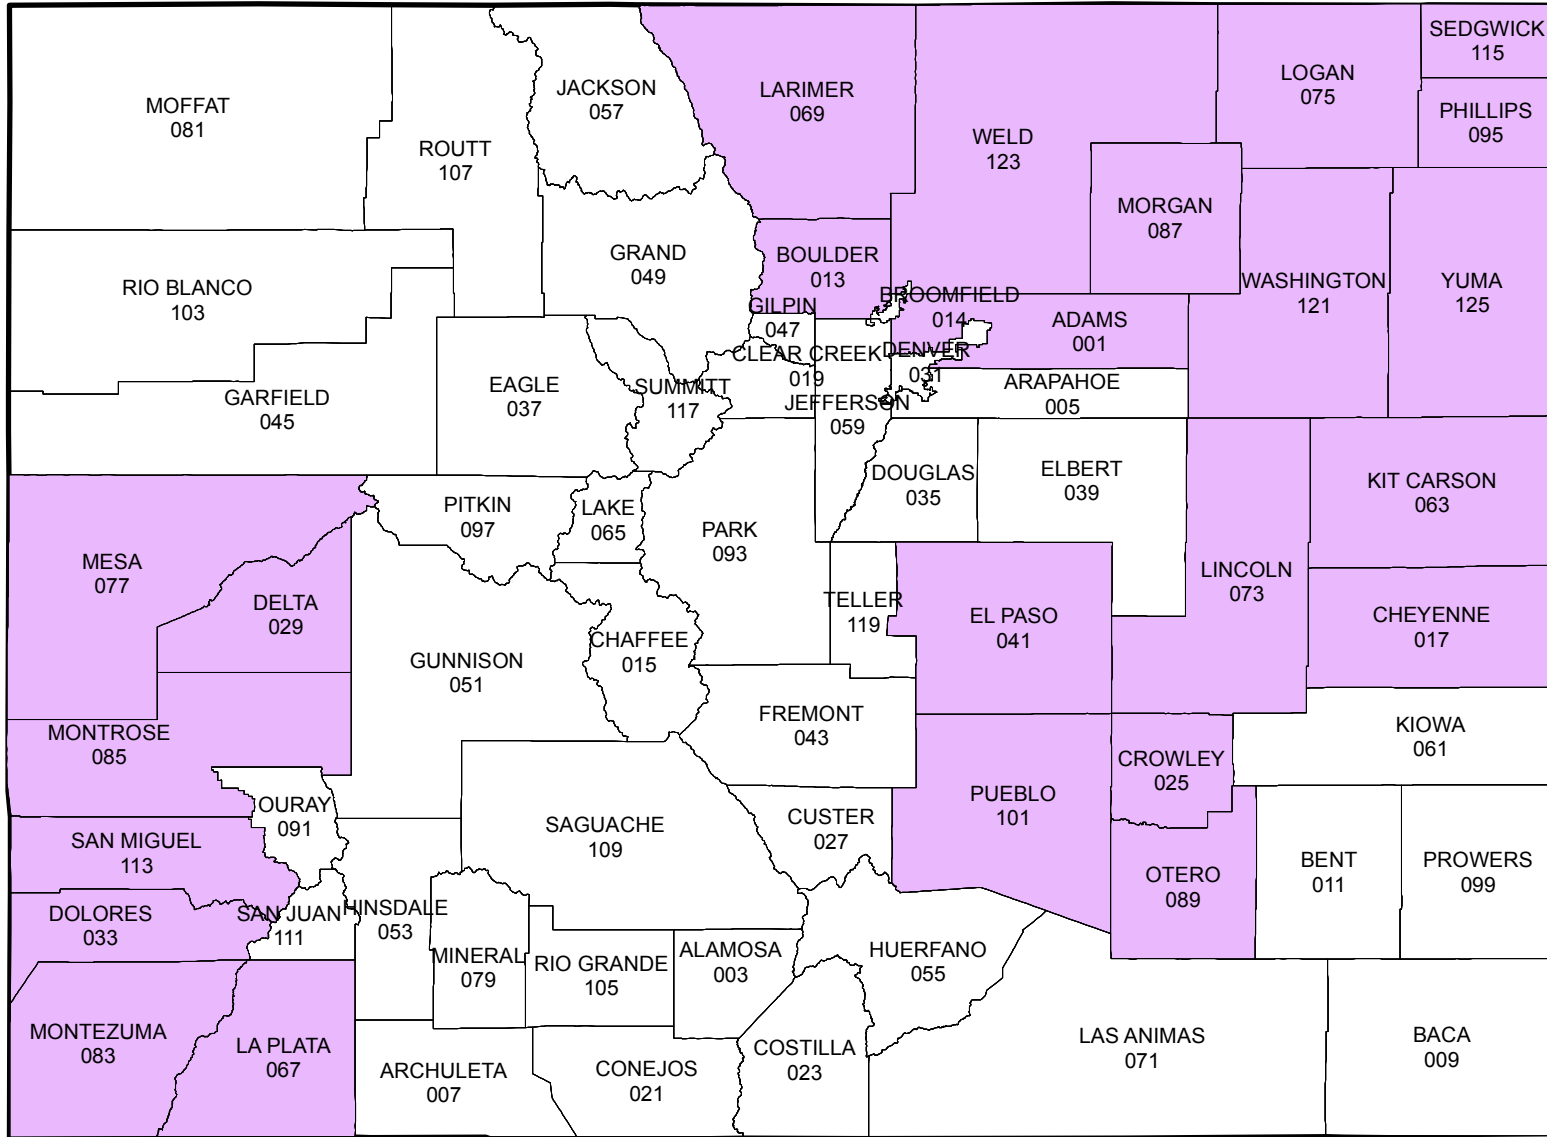 SEDGWICK
115
LOGAN
075
JACKSON
057
LARIMER
069
MOFFAT
081
PHILLIPS
095
WELD
123
ROUTT
107
MORGAN
087
GRAND
049
BOULDER
013
RIO BLANCO
103
WASHINGTON
121
YUMA
125
BROOMFIELD
014
GILPIN
047
ADAMS
001
CLEAR CREEK
019
DENVER
031
EAGLE
037
SUMMITT
117
ARAPAHOE
005
GARFIELD
045
JEFFERSON
059
DOUGLAS
035
ELBERT
039
KIT CARSON
063
PITKIN
097
LAKE
065
PARK
093
MESA
077
LINCOLN
073
DELTA
029
TELLER
119
EL PASO
041
CHEYENNE
017
CHAFFEE
015
GUNNISON
051
FREMONT
043
KIOWA
061
MONTROSE
085
CROWLEY
025
PUEBLO
101
OURAY
091
CUSTER
027
SAGUACHE
109
SAN MIGUEL
113
BENT
011
PROWERS
099
OTERO
089
DOLORES
033
SAN JUAN
111
HINSDALE
053
MINERAL
079
RIO GRANDE
105
ALAMOSA
003
HUERFANO
055
MONTEZUMA
083
LA PLATA
067
LAS ANIMAS
071
BACA
009
COSTILLA
023
ARCHULETA
007
CONEJOS
021